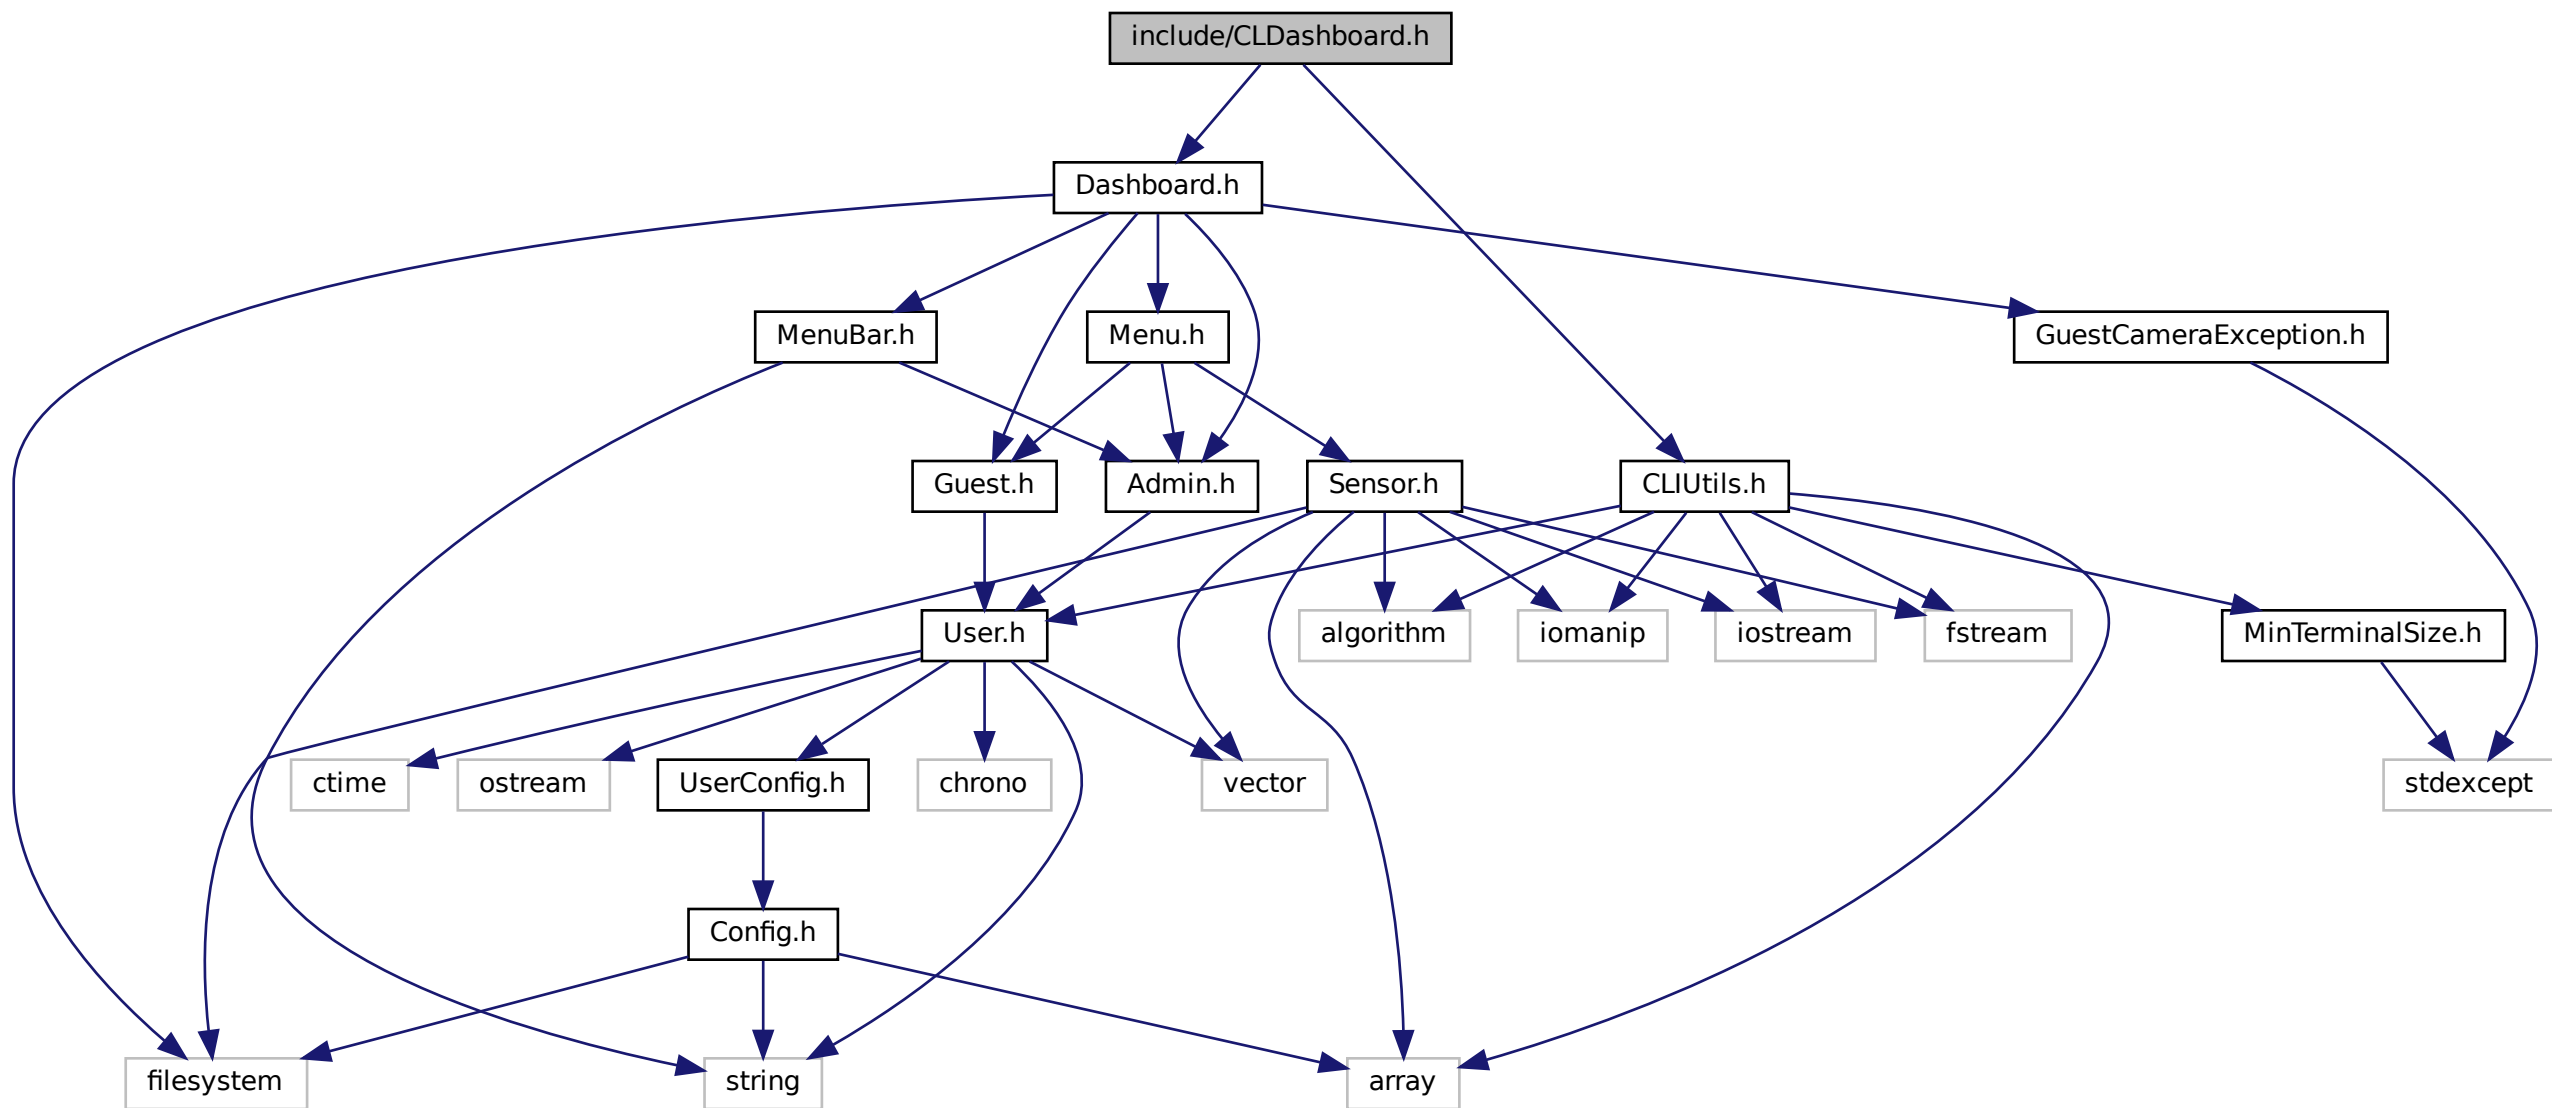 include/CLDashboard.h
Dashboard.h
MenuBar.h
Menu.h
GuestCameraException.h
Guest.h
Admin.h
Sensor.h
CLIUtils.h
User.h
algorithm
iomanip
iostream
fstream
MinTerminalSize.h
ctime
ostream
UserConfig.h
chrono
vector
stdexcept
Config.h
filesystem
string
array